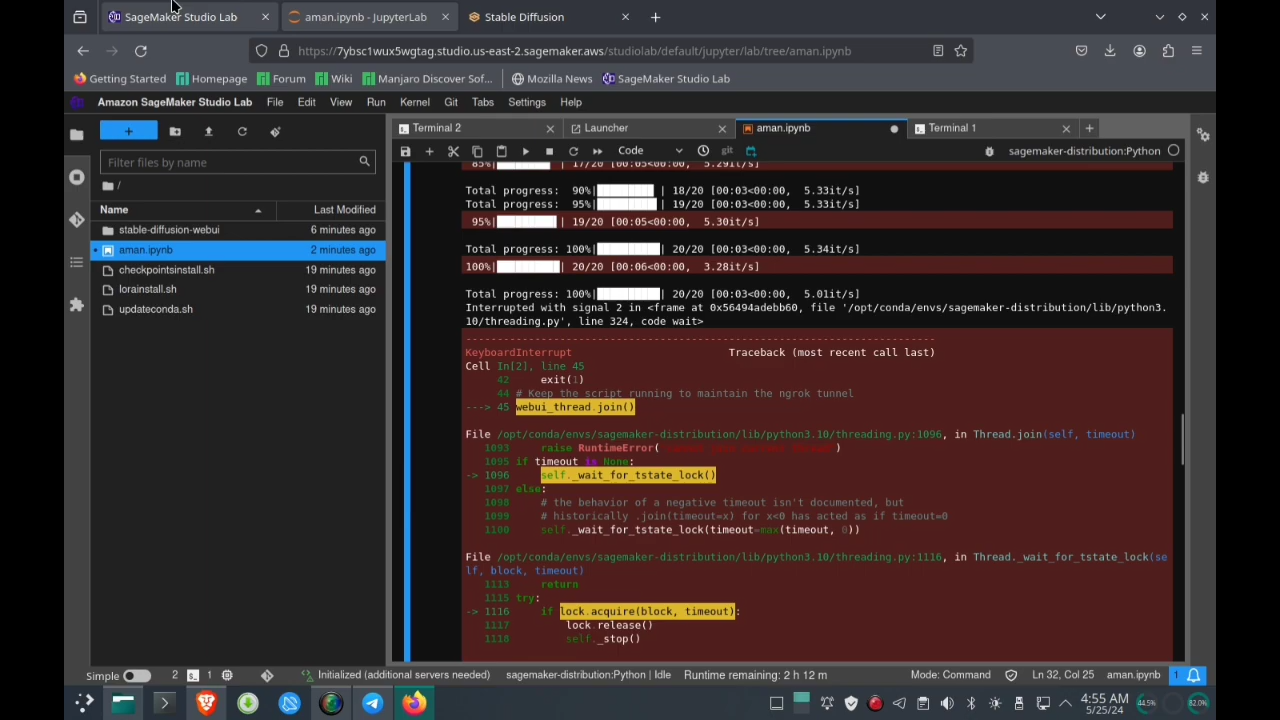 SageMaker Studio Lab
aman.ipynb - JupyterLab
Stable Diffusion
https://7ybsc1wux5wgtag.studio.us-east-2.sagemaker.aws/studiolab/default/jupyter/lab/tree/aman.ipynb
Getting Started Homepage Forum Wiki Manjaro Discover Sof... Mozilla News SageMaker Studio Lab
Amazon SageMaker Studio Lab File Edit View Run Kernel Git Tabs Settings Help
Terminal 2 Launcher aman.ipynb Terminal 1
Code git sagemaker-distribution:Python
Filter files by name
/
Name Last Modified
stable-diffusion-webui 6 minutes ago
aman.ipynb 2 minutes ago
checkpointsinstall.sh 19 minutes ago
lorainstall.sh 19 minutes ago
updateconda.sh 19 minutes ago
85%| | 17/20 [00:05<00:00, 5.29it/s]
Total progress: 90%| | 18/20 [00:03<00:00, 5.33it/s]
Total progress: 95%| | 19/20 [00:03<00:00, 5.33it/s]
95%| | 19/20 [00:05<00:00, 5.30it/s]
Total progress: 100%| | 20/20 [00:03<00:00, 5.34it/s]
100%| | 20/20 [00:06<00:00, 3.28it/s]
Total progress: 100%| | 20/20 [00:03<00:00, 5.01it/s]
Interrupted with signal 2 in <frame at 0x56494adebb60, file '/opt/conda/envs/sagemaker-distribution/lib/python3.
10/threading.py', line 324, code wait>
---------------------------------------------------------------------------
KeyboardInterrupt Traceback (most recent call last)
Cell In[2], line 45
42 exit(1)
44 # Keep the script running to maintain the ngrok tunnel
---> 45 webui_thread.join()
File /opt/conda/envs/sagemaker-distribution/lib/python3.10/threading.py:1096, in Thread.join(self, timeout)
1093 raise RuntimeError( )
1095 if timeout is None:
-> 1096 self._wait_for_tstate_lock()
1097 else:
1098 # the behavior of a negative timeout isn't documented, but
1099 # historically .join(timeout=x) for x<0 has acted as if timeout=0
1100 self._wait_for_tstate_lock(timeout=max(timeout, 0))
File /opt/conda/envs/sagemaker-distribution/lib/python3.10/threading.py:1116, in Thread._wait_for_tstate_lock(se
lf, block, timeout)
1113 return
1115 try:
-> 1116 if lock.acquire(block, timeout):
1117 lock.release()
1118 self._stop()
Simple 2 1 Initialized (additional servers needed) sagemaker-distribution:Python | Idle Runtime remaining: 2 h 12 m Mode: Command Ln 32, Col 25 aman.ipynb 1
4:55 AM
5/25/24
44.5%
32.0%